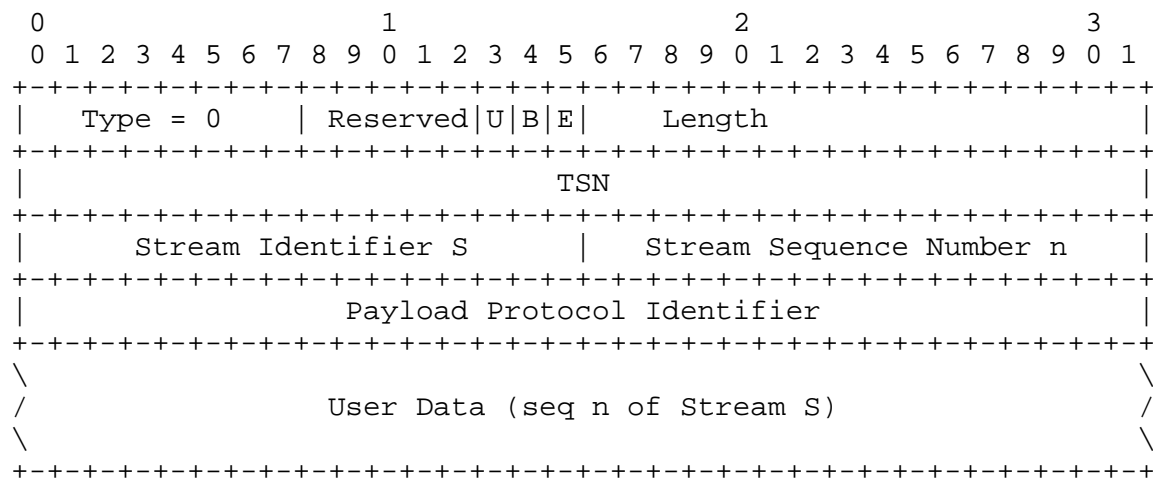 0                   1                   2                   3
 0 1 2 3 4 5 6 7 8 9 0 1 2 3 4 5 6 7 8 9 0 1 2 3 4 5 6 7 8 9 0 1
+-+-+-+-+-+-+-+-+-+-+-+-+-+-+-+-+-+-+-+-+-+-+-+-+-+-+-+-+-+-+-+-+
|   Type = 0    | Reserved|U|B|E|    Length                     |
+-+-+-+-+-+-+-+-+-+-+-+-+-+-+-+-+-+-+-+-+-+-+-+-+-+-+-+-+-+-+-+-+
|                              TSN                              |
+-+-+-+-+-+-+-+-+-+-+-+-+-+-+-+-+-+-+-+-+-+-+-+-+-+-+-+-+-+-+-+-+
|      Stream Identifier S      |   Stream Sequence Number n    |
+-+-+-+-+-+-+-+-+-+-+-+-+-+-+-+-+-+-+-+-+-+-+-+-+-+-+-+-+-+-+-+-+
|                  Payload Protocol Identifier                  |
+-+-+-+-+-+-+-+-+-+-+-+-+-+-+-+-+-+-+-+-+-+-+-+-+-+-+-+-+-+-+-+-+
\                                                               \
/                 User Data (seq n of Stream S)                 /
\                                                               \
+-+-+-+-+-+-+-+-+-+-+-+-+-+-+-+-+-+-+-+-+-+-+-+-+-+-+-+-+-+-+-+-+